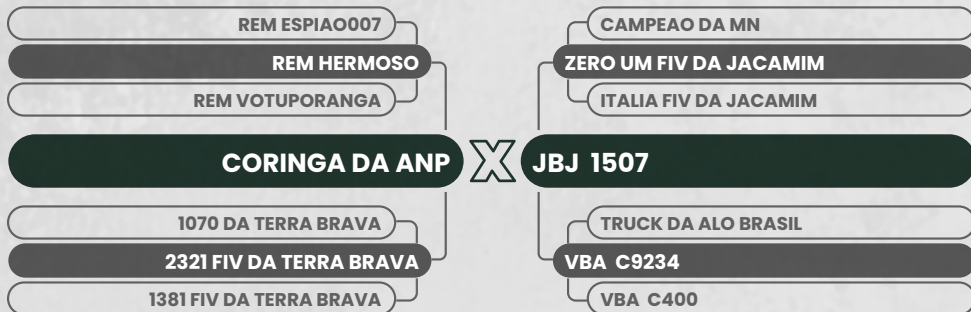 REM ESPIAO007
REM HERMOSO
REM VOTUPORANGA
CORINGA DA ANP
1070 DA TERRA BRAVA
2321 FIV DA TERRA BRAVA
1381 FIV DA TERRA BRAVA
X
CAMPEAO DA MN
ZERO UM FIV DA JACAMIM
ITALIA FIV DA JACAMIM
JBJ 1507
TRUCK DA ALO BRASIL
VBA C9234
VBA C400